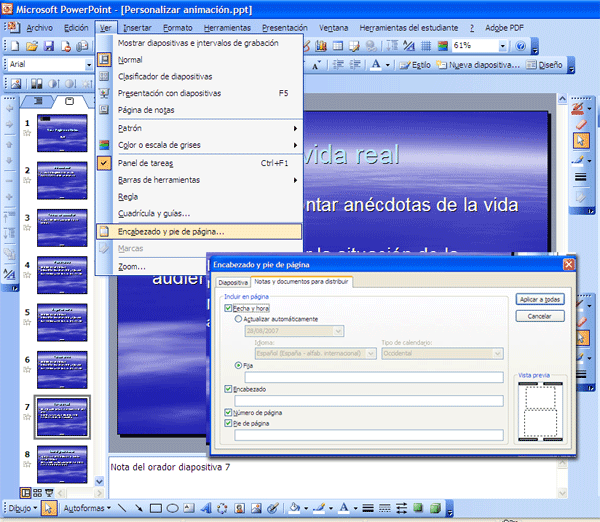 Microsoft PowerPoint - [Personalizar animación.ppt]
Archivo Edición Ver Insertar Formato Herramientas Presentación Ventana Herramientas del estudiante ? Adobe PDF
61%
Arial
Estilo Nueva diapositiva... Diseño
Mostrar diapositivas e intervalos de grabación
Normal
Clasificador de diapositivas
Presentación con diapositivas F5
Página de notas
Patrón
Color o escala de grises
Panel de tareas Ctrl+F1
Barras de herramientas
Regla
Cuadrícula y guías...
Encabezado y pie de página...
Marcas
Zoom...
1
2
3
4
5
6
7
8
vida real
ntar anécdotas de la vida
r la situación de la
audien
Encabezado y pie de página
Diapositiva Notas y documentos para distribuir
Incluir en página
Fecha y hora
Actualizar automáticamente
28/06/2007
Idioma: Tipo de calendario:
Español (España - alfab. internacional) Occidental
Fija
Encabezado
Número de página
Pie de página
Aplicar a todas
Cancelar
Vista previa
Nota del orador diapositiva 7
Dibujo Autoformas